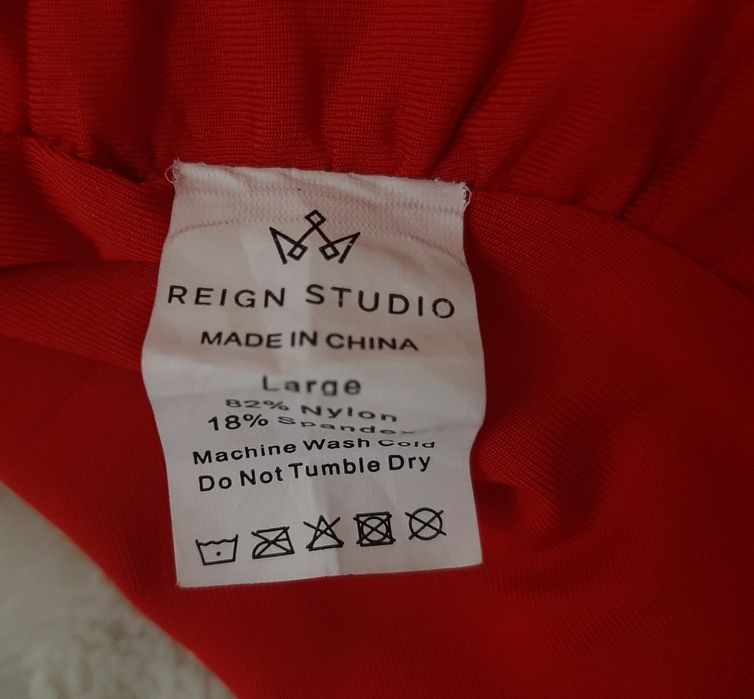 REIGN STUDIO
MADE IN CHINA
Large
82% Nylon
18% Spandex
Machine Wash Cold
Do Not Tumble Dry